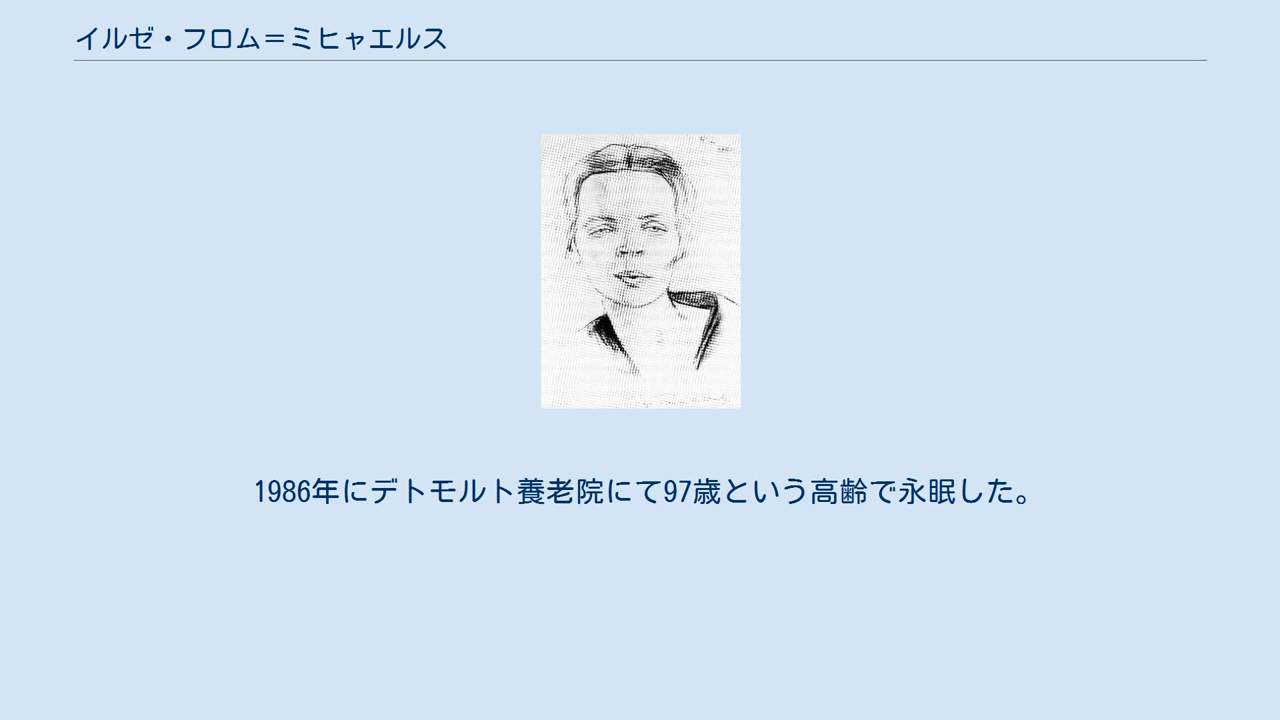 イルゼ・フロム＝ミヒャエルス
1986年にデトモルト養老院にて97歳という高齢で永眠した。